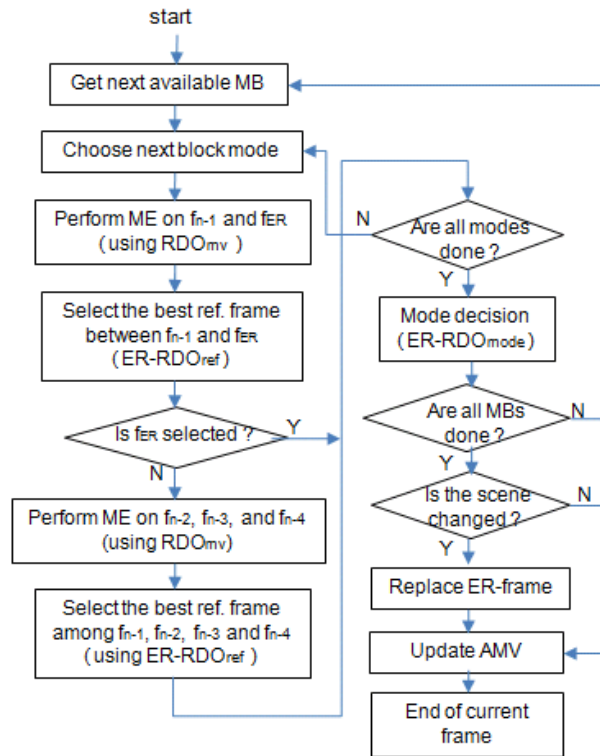 start
Get next available MB
Choose next block mode
Perform ME on fn-1 and fER
(using RDOmv)
Select the best ref. frame
between fn-1 and fER
(ER-RDOref)
Is fER selected ?
Y
N
Perform ME on fn-2, fn-3, and fn-4
(using RDOmv)
Select the best ref. frame
among fn-1, fn-2, fn-3 and fn-4
(using ER-RDOref)
Are all modes
done ?
N
Y
Mode decision
(ER-RDOmode)
Are all MBs
done ?
N
Y
Is the scene
changed ?
N
Y
Replace ER-frame
Update AMV
End of current
frame